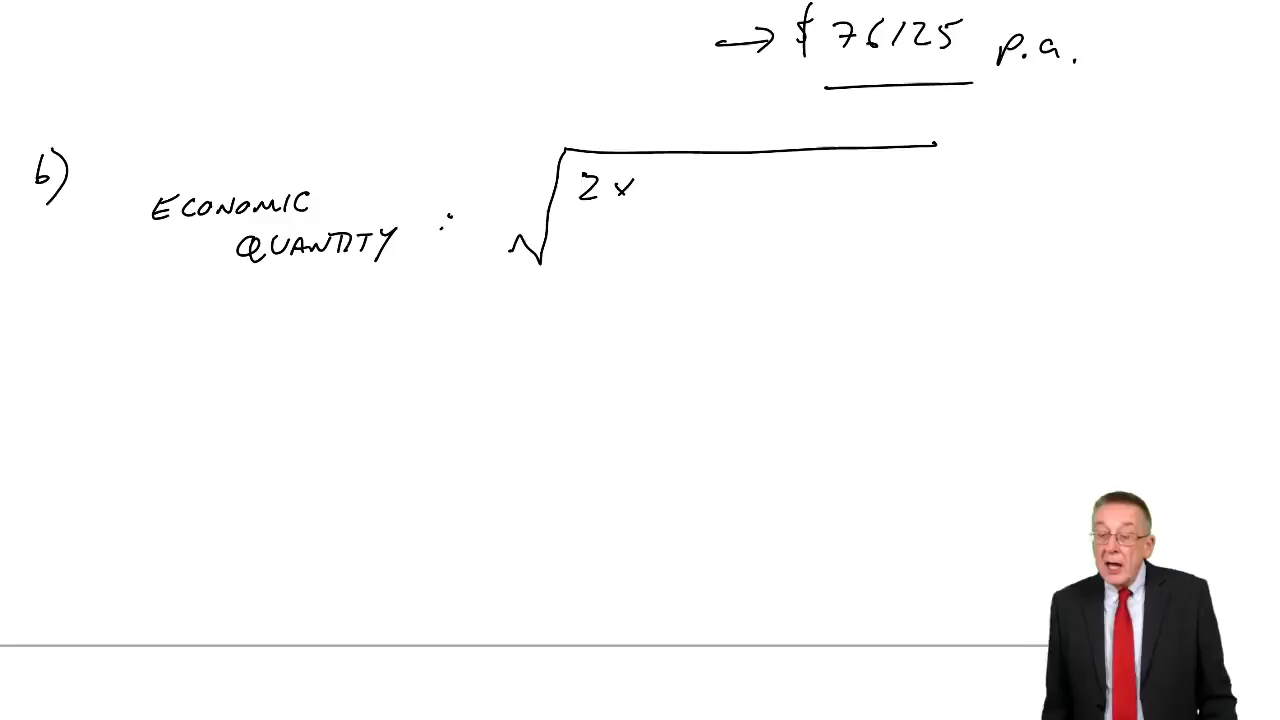 → $ 76125 p.a.
b)
ECONOMIC
QUANTITY : √ 2 x